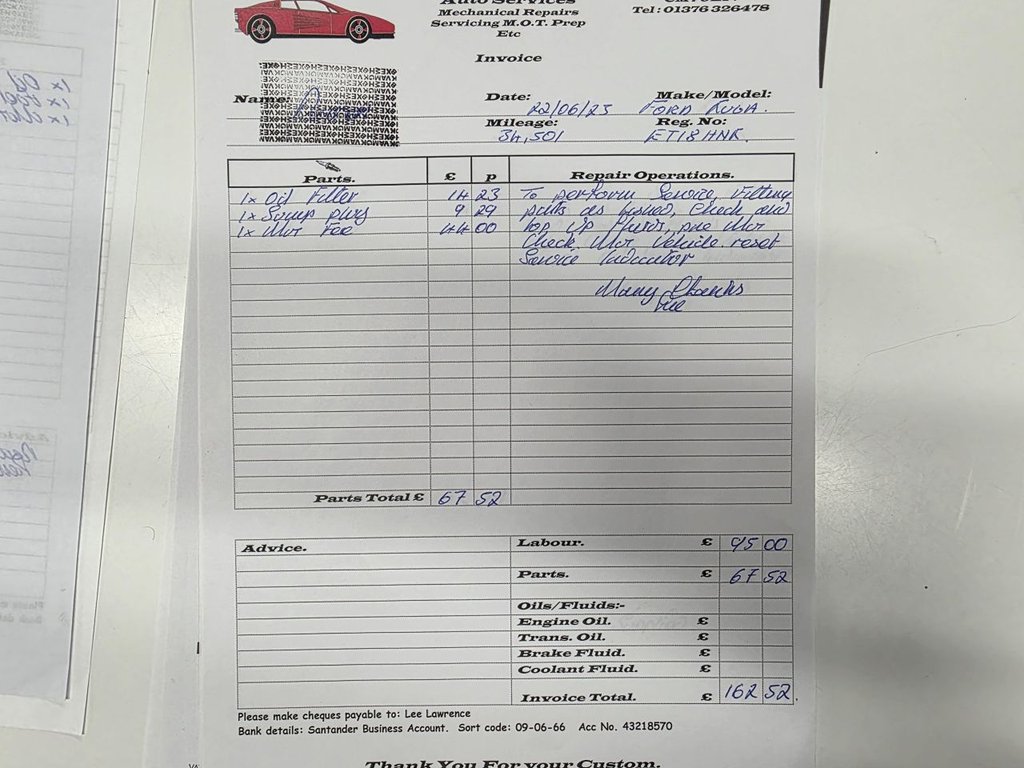 Auto Services
Mechanical Repairs
Servicing M.O.T. Prep
Etc
Tel: 01376 326478
Invoice
Name:
Date: 22/06/23
Make/Model: FORD KUGA.
Mileage: 34,501
Reg. No: ET18HNK.
Parts. £ p Repair Operations.
1x Oil Filter 14 23 To perform Service, Fitting
1x Sump plug 9 29 parts as listed, Check and
1x Mot Fee 44 00 Top Up fluids, pre Mot
Check Mot Vehicle reset
Service Indicator
Many Thanks
Lee
Parts Total £ 67 52
Advice.
Labour. £ 95 00
Parts. £ 67 52
Oils/Fluids:-
Engine Oil. £
Trans. Oil. £
Brake Fluid. £
Coolant Fluid. £
Invoice Total. £ 162 52
Please make cheques payable to: Lee Lawrence
Bank details: Santander Business Account. Sort code: 09-06-66 Acc No. 43218570
Thank You For your Custom.